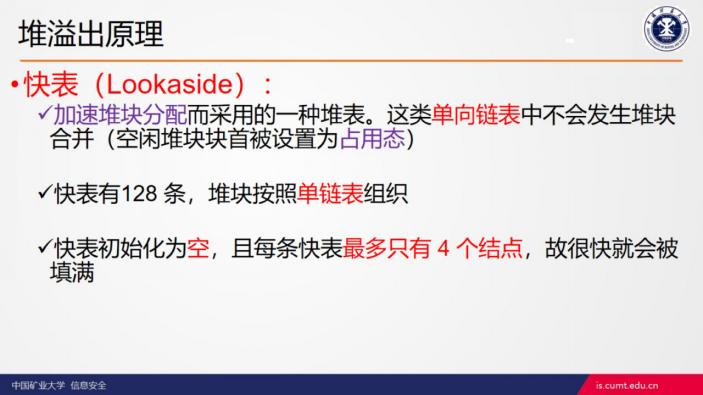 堆溢出原理
•快表（Lookaside）：
✓加速堆块分配而采用的一种堆表。这类单向链表中不会发生堆块
合并（空闲堆块块首被设置为占用态）
✓快表有128 条，堆块按照单链表组织
✓快表初始化为空，且每条快表最多只有 4 个结点，故很快就会被
填满
中国矿业大学 信息安全
is.cumt.edu.cn